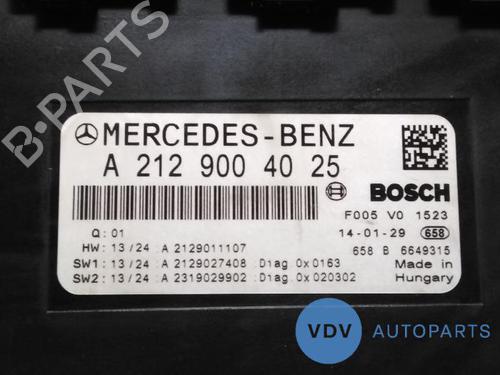 B-PARTS
MERCEDES-BENZ
A 212 900 40 25
BOSCH
F005 V0 1523
Q: 01
14-01-29 658
HW: 13/24 :A 2129011107
658 B 6649315
SW1: 13/24 :A 2129027408 :Diag.0x0163
Made in
SW2: 13/24 :A 2319029902 :Diag.0x020302
Hungary
VDV AUTOPARTS